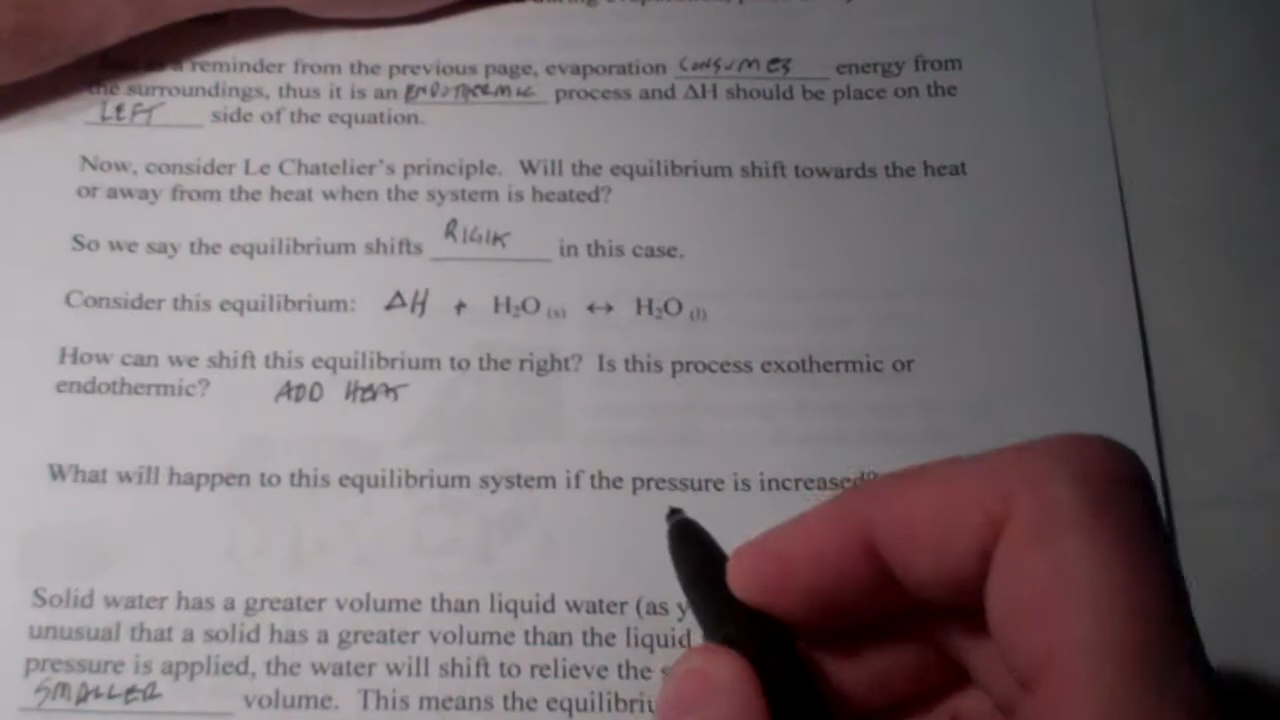 a reminder from the previous page, evaporation CONSUMES energy from
the surroundings, thus it is an ENDOTHERMIC process and ΔH should be place on the
LEFT side of the equation.
Now, consider Le Chatelier's principle. Will the equilibrium shift towards the heat
or away from the heat when the system is heated?
So we say the equilibrium shifts in this case.
Consider this equilibrium: ΔH + H₂O (s) ↔ H₂O (l)
How can we shift this equilibrium to the right? Is this process exothermic or
endothermic? ADD HEAT
What will happen to this equilibrium system if the pressure is increased?
Solid water has a greater volume than liquid water (as y
unusual that a solid has a greater volume than the liquid
pressure is applied, the water will shift to relieve the s
SMALLER volume. This means the equilibriu